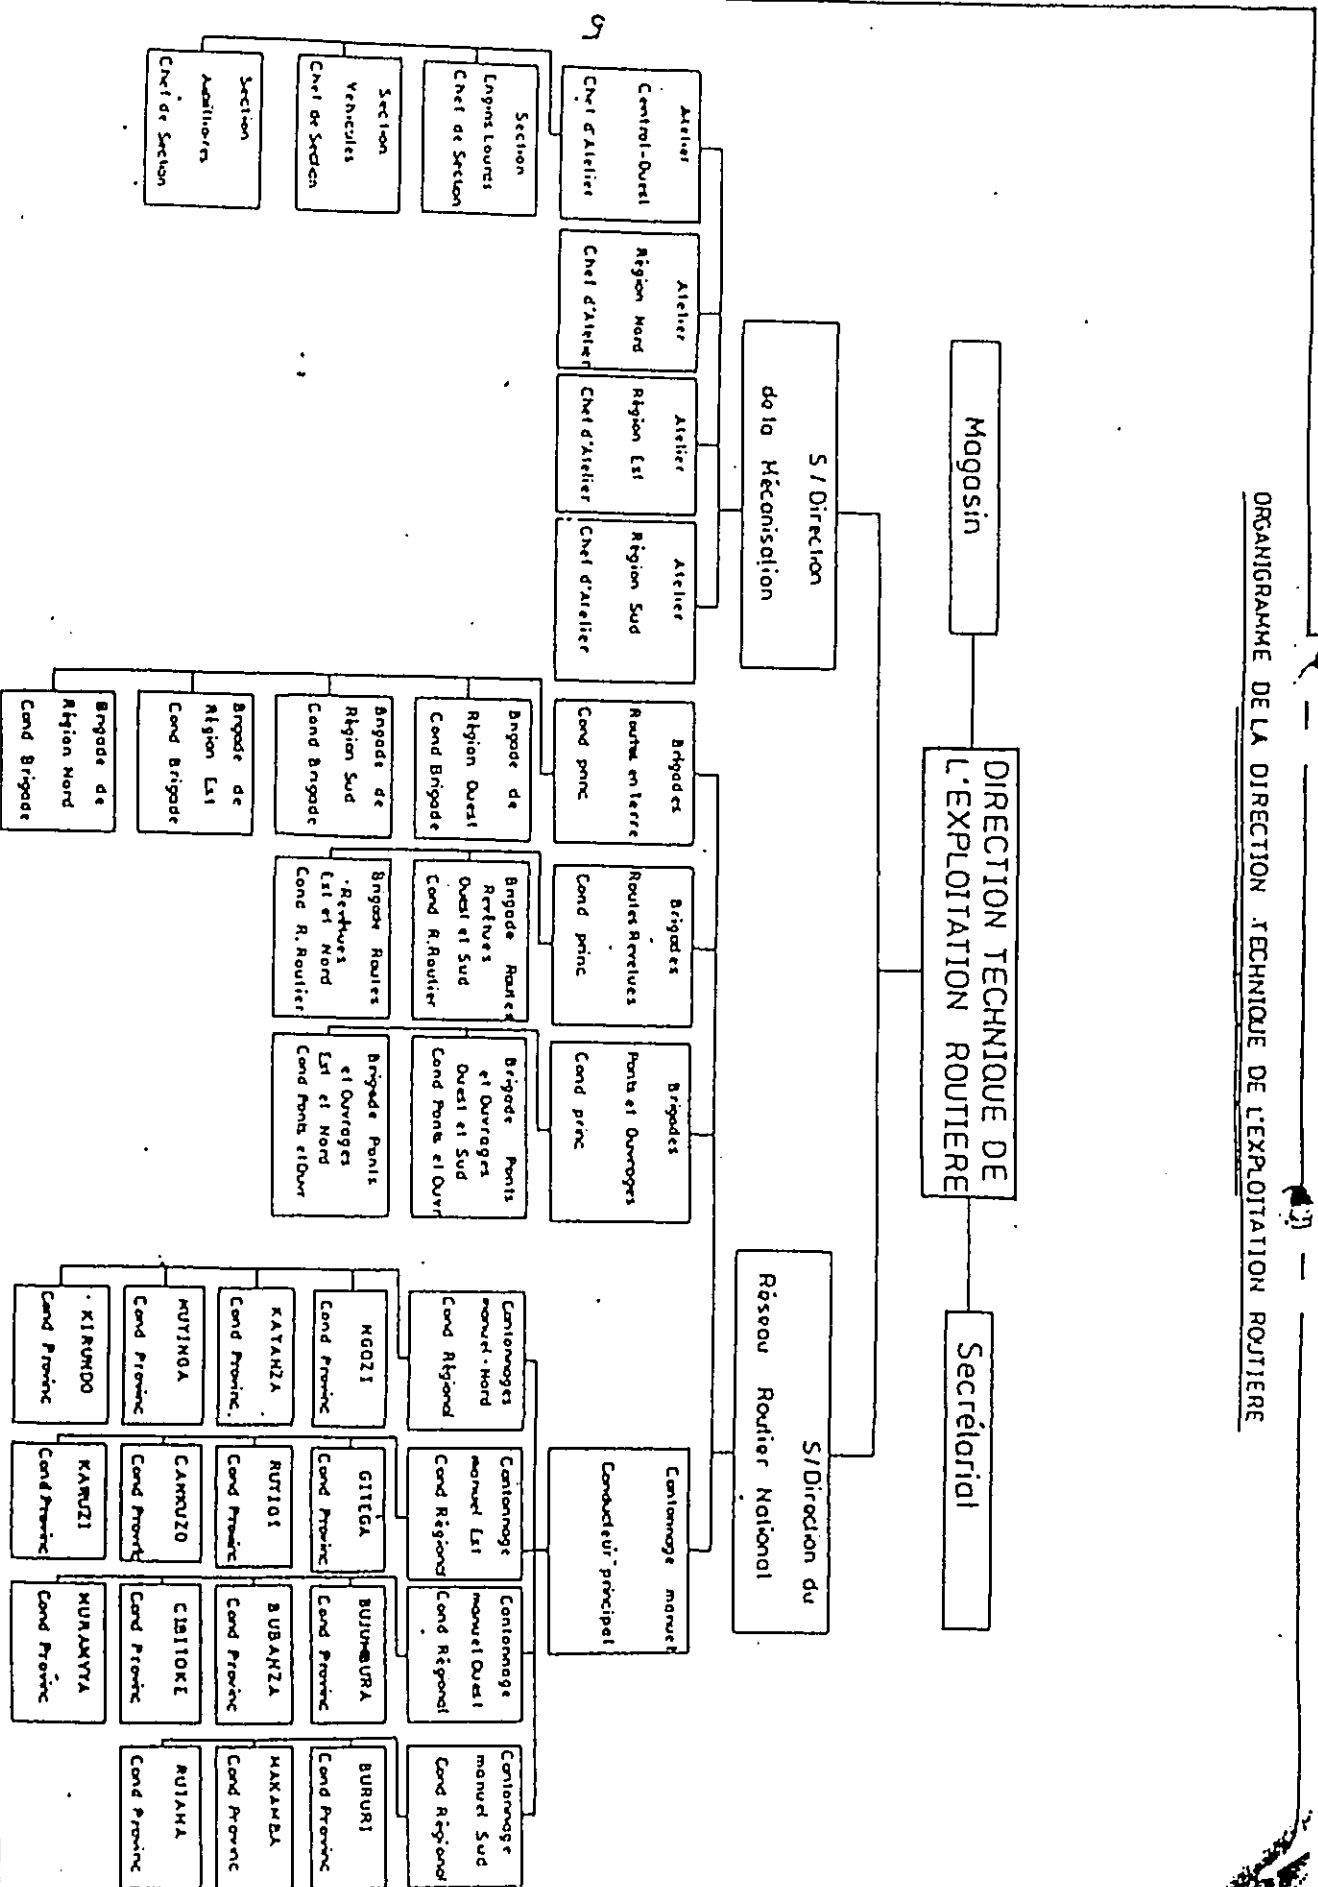 ORGANIGRAMME DE LA DIRECTION TECHNIQUE DE L'EXPLOITATION ROUTIERE
Magasin
DIRECTION TECHNIQUE DE
L'EXPLOITATION ROUTIERE
Secrétariat
S/Direction
de la Mécanisation
S/Direction du
Réseau Routier National
Atelier
Central-Ouest
Chef d'Atelier
Atelier
Région Nord
Chef d'Atelier
Atelier
Région Est
Chef d'Atelier
Atelier
Région Sud
Chef d'Atelier
Section
Engins Lourds
Chef de Section
Section
Vehicules
Chef de Section
Section
Auxiliaires
Chef de Section
Brigades
Routes en terre
Cond princ
Brigades
Routes Revetues
Cond princ
Brigades
Ponts et Ouvrages
Cond princ
Brigade de
Région Ouest
Cond Brigade
Brigade de
Région Sud
Cond Brigade
Brigade de
Région Est
Cond Brigade
Brigade de
Région Nord
Cond Brigade
Brigade Routes
Revêtues
Ouest et Sud
Cond R.Routier
Brigade Routes
Revêtues
Est et Nord
Cond R.Routier
Brigade Ponts
et Ouvrages
Ouest et Sud
Cond Ponts et Ouvr
Brigade Ponts
et Ouvrages
Est et Nord
Cond Ponts et Ouvr
Cantonnage manuel
Conducteur principal
Cantonnages
manuel-Nord
Cond Régional
Cantonnage
manuel Est
Cond Régional
Cantonnage
manuel Ouest
Cond Régional
Cantonnage
manuel Sud
Cond Régional
NGOZI
Cond Provinc
KAYANZA
Cond Provinc.
MUYINGA
Cond Provinc
KIRUNDO
Cond Provinc
GITEGA
Cond Provinc
RUYIGI
Cond Provinc
CANKUZO
Cond Provinc
KARUZI
Cond Provinc
BUJUMBURA
Cond Provinc
BUBANZA
Cond Provinc
CIBITOKE
Cond Provinc
MURAMVYA
Cond Provinc
BURURI
Cond Provinc
MAKAMBA
Cond Provinc
RUTANA
Cond Provinc
5